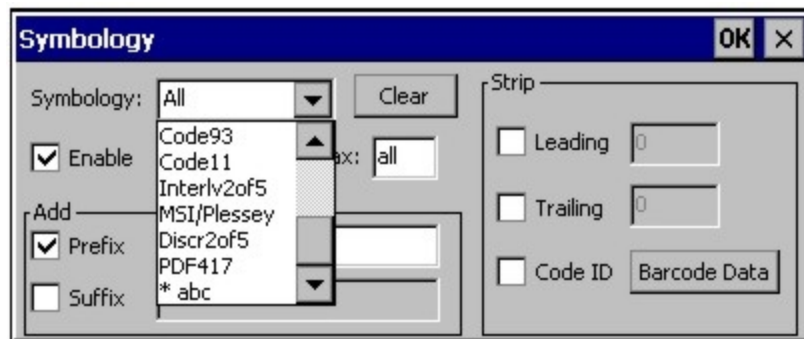 Symbology OK ×
Symbology: All Clear
Strip
Code93
Enable Code11 ax: all Leading 0
Interlv2of5
MSI/Plessey
Add Trailing 0
Prefix Discr2of5
PDF417
Code ID Barcode Data
Suffix * abc